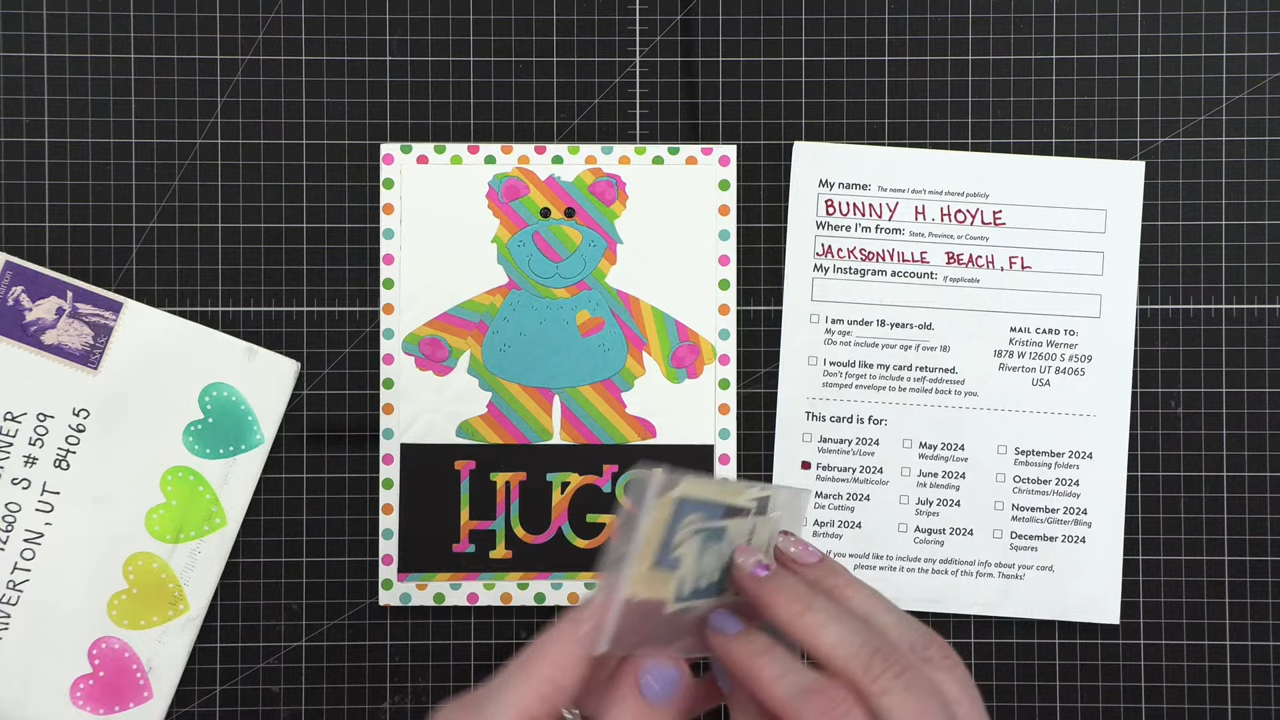 USA 18c
12600 S #509
RIVERTON, UT 84065
HUGS
My name: The name I don't mind shared publicly
BUNNY H. HOYLE
Where I'm from: State, Province, or Country
JACKSONVILLE BEACH, FL
My Instagram account: If applicable
I am under 18-years-old.
My age: _______________
(Do not include your age if over 18)
I would like my card returned.
Don't forget to include a self-addressed
stamped envelope to be mailed back to you.
MAIL CARD TO:
Kristina Werner
1878 W 12600 S #509
Riverton UT 84065
USA
This card is for:
January 2024
Valentine's/Love
February 2024
Rainbows/Multicolor
March 2024
Die Cutting
April 2024
Birthday
May 2024
Wedding/Love
June 2024
Ink blending
July 2024
Stripes
August 2024
Coloring
September 2024
Embossing folders
October 2024
Christmas/Holiday
November 2024
Metallics/Glitter/Bling
December 2024
Squares
If you would like to include any additional info about your card,
please write it on the back of this form. Thanks!